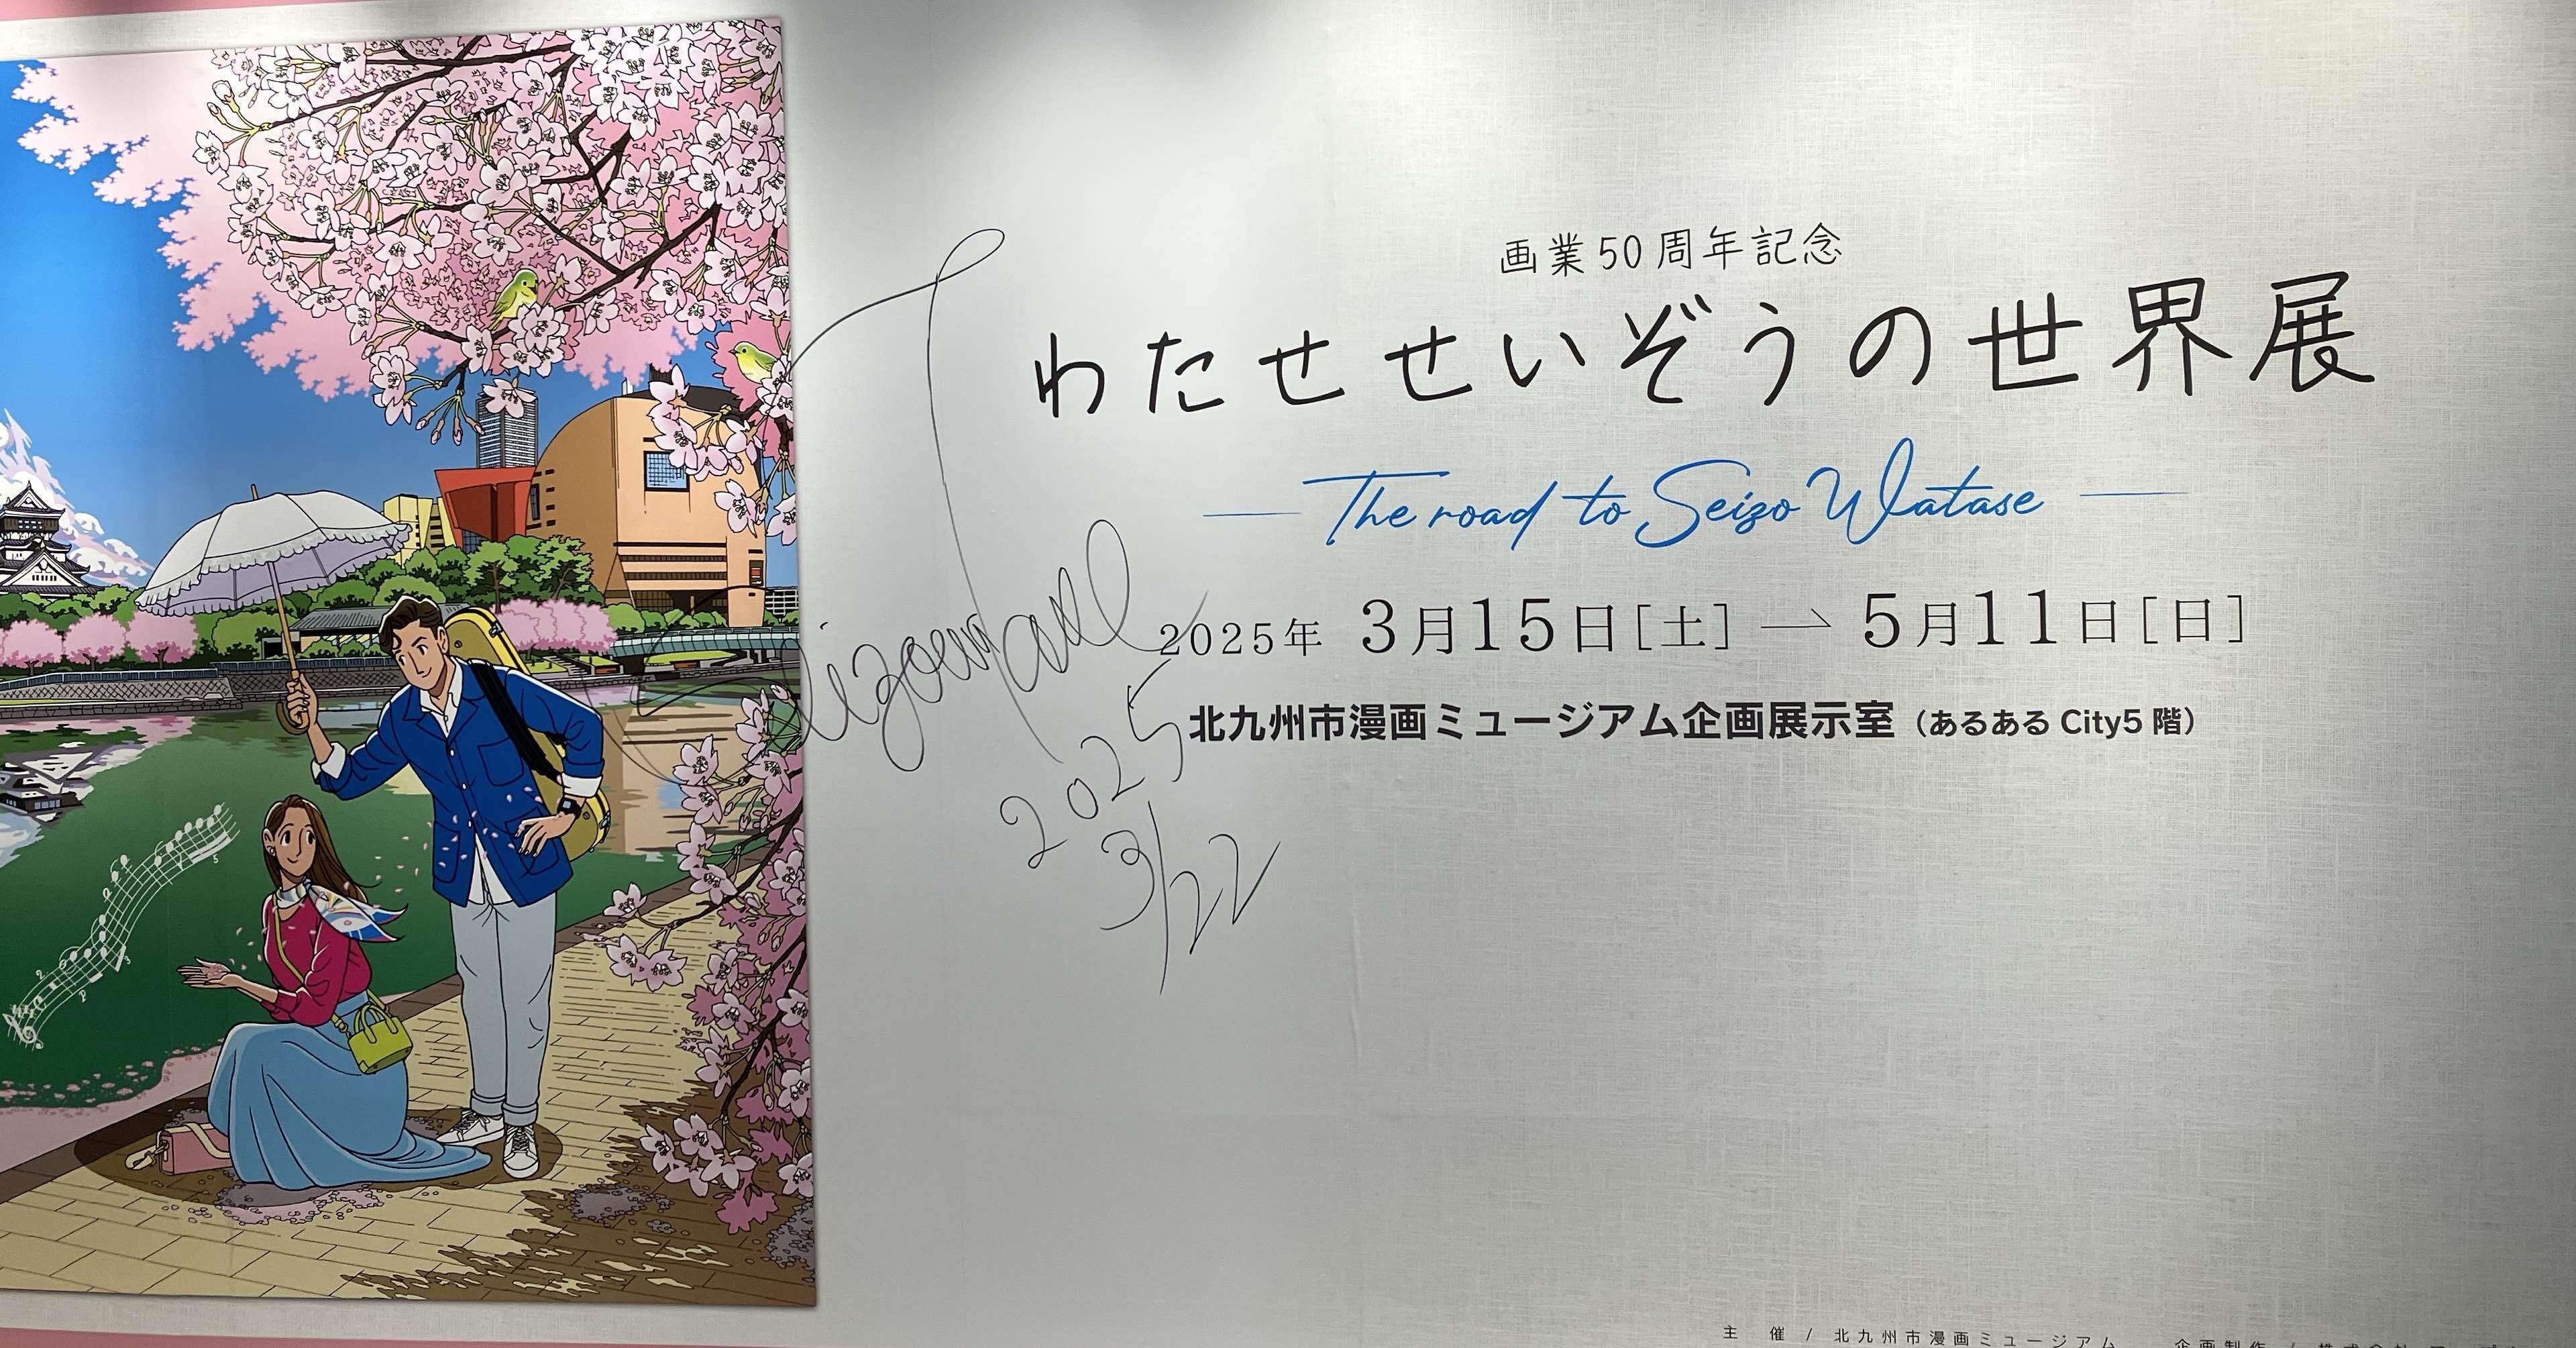 画業50周年記念
わたせせいぞうの世界展
The road to Seizo Watase
2025年 3月15日[土] → 5月11日[日]
北九州市漫画ミュージアム企画展示室（あるあるCity5階）
2025
3/22
主 催 / 北九州市漫画ミュージアム 企画制作 /